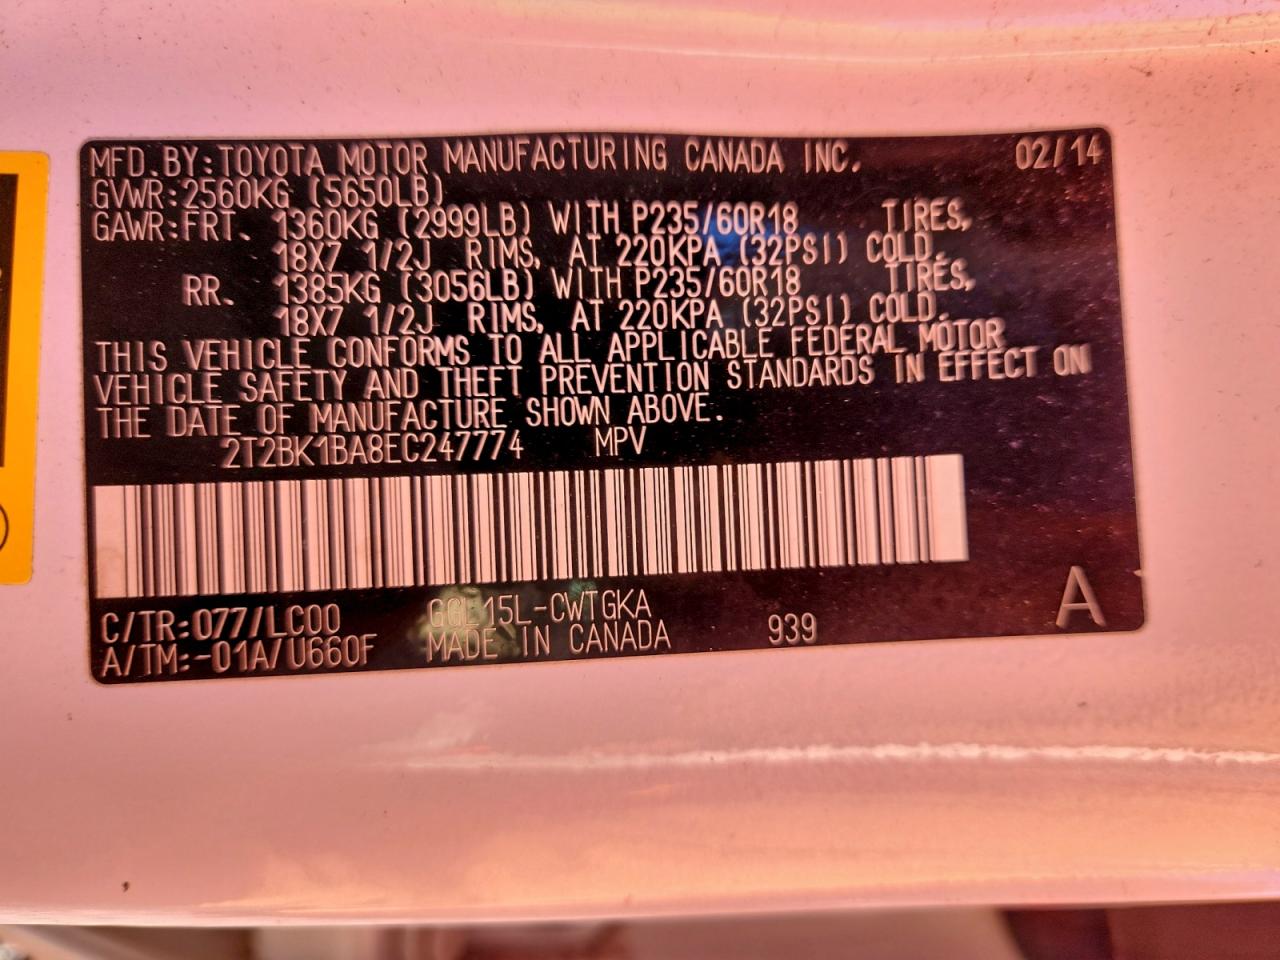 MFD.BY:TOYOTA MOTOR MANUFACTURING CANADA INC. 02/14
GVWR:2560KG (5650LB)
GAWR:FRT. 1360KG (2999LB) WITH P235/60R18 TIRES,
18X7 1/2J RIMS, AT 220KPA (32PSI) COLD.
RR. 1385KG (3056LB) WITH P235/60R18 TIRES,
18X7 1/2J RIMS, AT 220KPA (32PSI) COLD.
THIS VEHICLE CONFORMS TO ALL APPLICABLE FEDERAL MOTOR
VEHICLE SAFETY AND THEFT PREVENTION STANDARDS IN EFFECT ON
THE DATE OF MANUFACTURE SHOWN ABOVE.
2T2BK1BA8EC247774 MPV
C/TR:077/LC00 GGL15L-CWTGKA
A/TM:-01A/U660F MADE IN CANADA 939 A